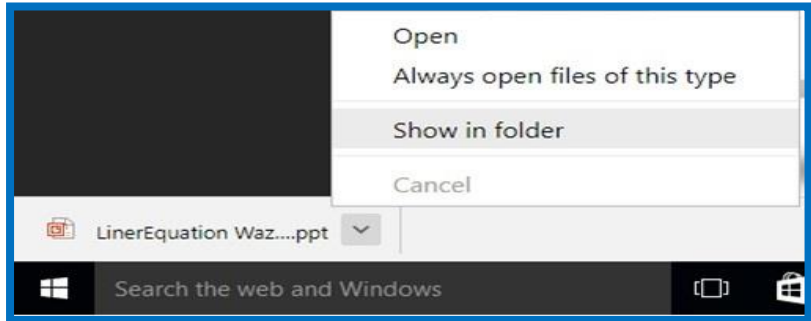 Open
Always open files of this type
Show in folder
Cancel
LinerEquation Waz....ppt
Search the web and Windows